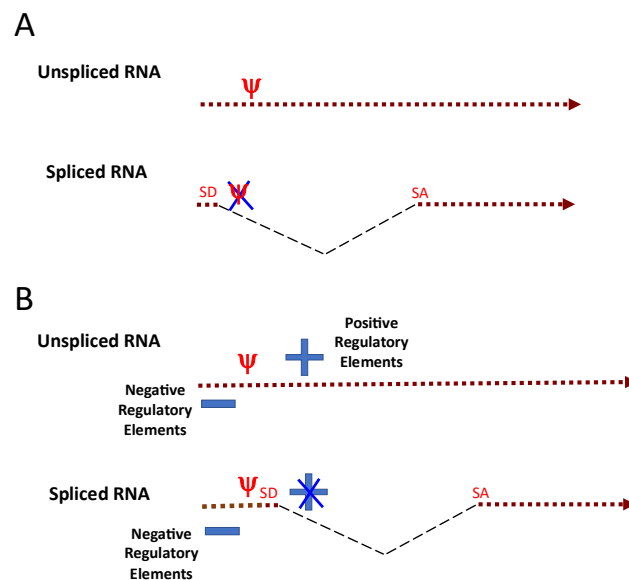 A
Unspliced RNA
Ψ
Spliced RNA
SD
Ψ
SA
B
Unspliced RNA
Ψ
Positive
Regulatory
Elements
Negative
Regulatory
Elements
Spliced RNA
Ψ
SD
SA
Negative
Regulatory
Elements